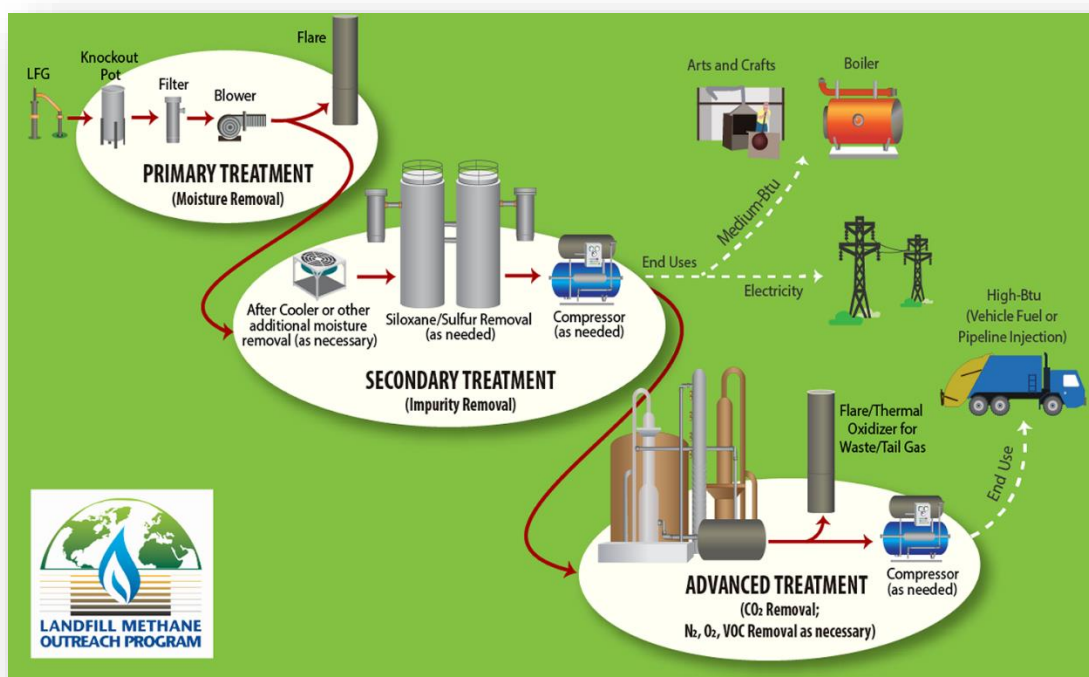 LFG
Knockout
Pot
Filter
Blower
Flare
PRIMARY TREATMENT
(Moisture Removal)
After Cooler or other
additional moisture
removal (as necessary)
Siloxane/Sulfur Removal
(as needed)
Compressor
(as needed)
SECONDARY TREATMENT
(Impurity Removal)
End Uses
Medium-Btu
Arts and Crafts
Boiler
Electricity
High-Btu
(Vehicle Fuel or
Pipeline Injection)
Flare/Thermal
Oxidizer for
Waste/Tail Gas
End Use
Compressor
(as needed)
ADVANCED TREATMENT
(CO₂ Removal;
N₂, O₂, VOC Removal as necessary)
LANDFILL METHANE
OUTREACH PROGRAM